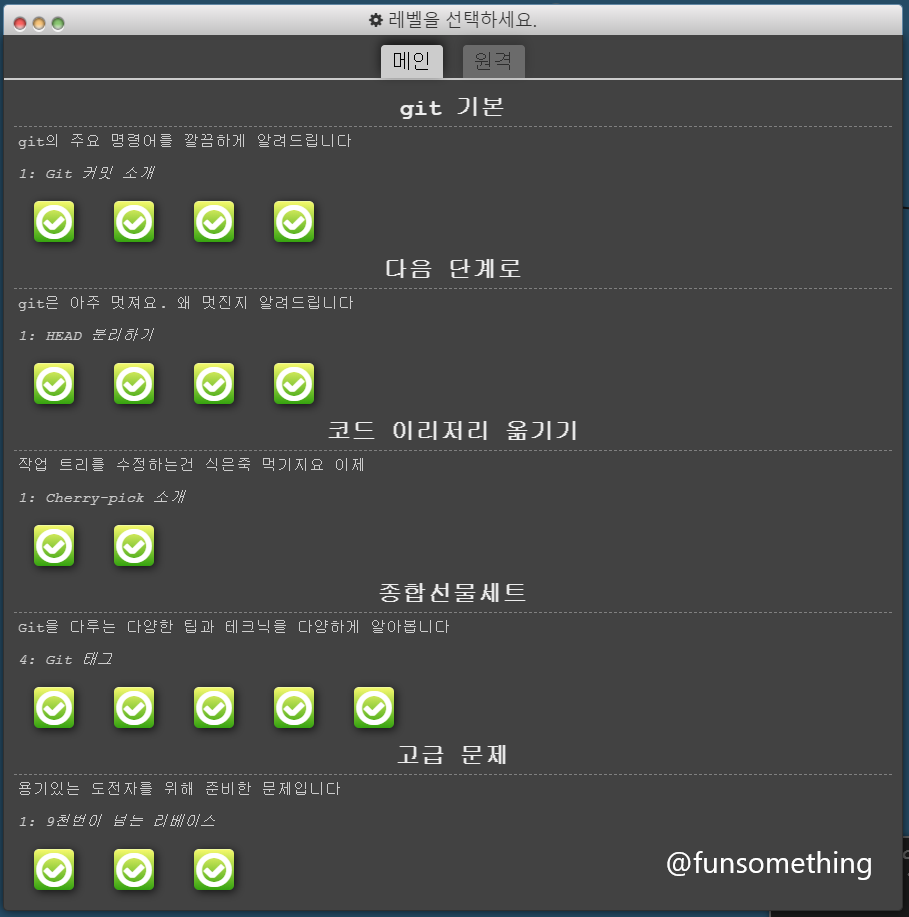 레벨을 선택하세요.
메인
원격
git 기본
git의 주요 명령어를 깔끔하게 알려드립니다
1: Git 커밋 소개
다음 단계로
git은 아주 멋져요. 왜 멋진지 알려드립니다
1: HEAD 분리하기
코드 이리저리 옮기기
작업 트리를 수정하는건 식은죽 먹기지요 이제
1: Cherry-pick 소개
종합선물세트
Git을 다루는 다양한 팁과 테크닉을 다양하게 알아봅니다
4: Git 태그
고급 문제
용기있는 도전자를 위해 준비한 문제입니다
1: 9천번이 넘는 리베이스
@funsomething